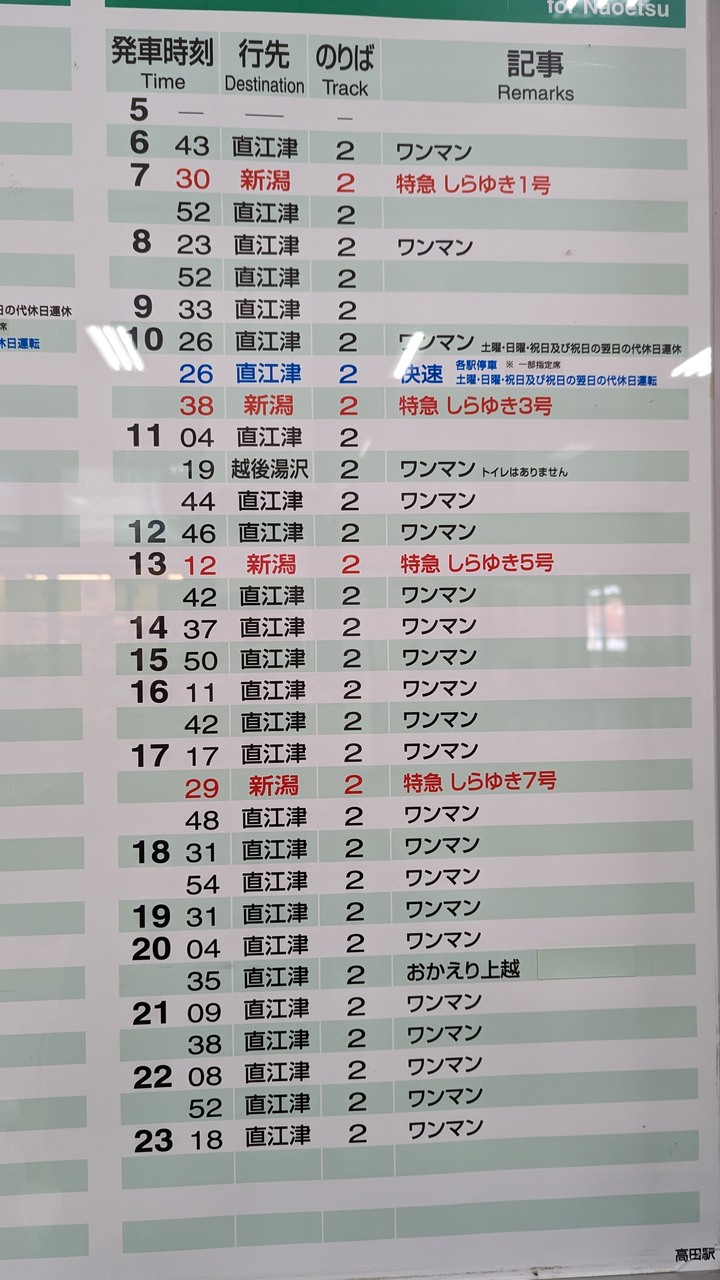 for Naoetsu
発車時刻 行先 のりば 記事
Time Destination Track Remarks
5 — — —
6 43 直江津 2 ワンマン
7 30 新潟 2 特急 しらゆき1号
52 直江津 2
8 23 直江津 2 ワンマン
52 直江津 2
9 33 直江津 2
日の代休日運休
10 26 直江津 2 ワンマン 土曜・日曜・祝日及び祝日の翌日の代休日運休
席
休日運転
26 直江津 2 快速 各駅停車 ※ 一部指定席
土曜・日曜・祝日及び祝日の翌日の代休日運転
38 新潟 2 特急 しらゆき3号
11 04 直江津 2
19 越後湯沢 2 ワンマン トイレはありません
44 直江津 2 ワンマン
12 46 直江津 2 ワンマン
13 12 新潟 2 特急 しらゆき5号
42 直江津 2 ワンマン
14 37 直江津 2 ワンマン
15 50 直江津 2 ワンマン
16 11 直江津 2 ワンマン
42 直江津 2 ワンマン
17 17 直江津 2 ワンマン
29 新潟 2 特急 しらゆき7号
48 直江津 2 ワンマン
18 31 直江津 2 ワンマン
54 直江津 2 ワンマン
19 31 直江津 2 ワンマン
20 04 直江津 2 ワンマン
35 直江津 2 おかえり上越
21 09 直江津 2 ワンマン
38 直江津 2 ワンマン
22 08 直江津 2 ワンマン
52 直江津 2 ワンマン
23 18 直江津 2 ワンマン
高田駅